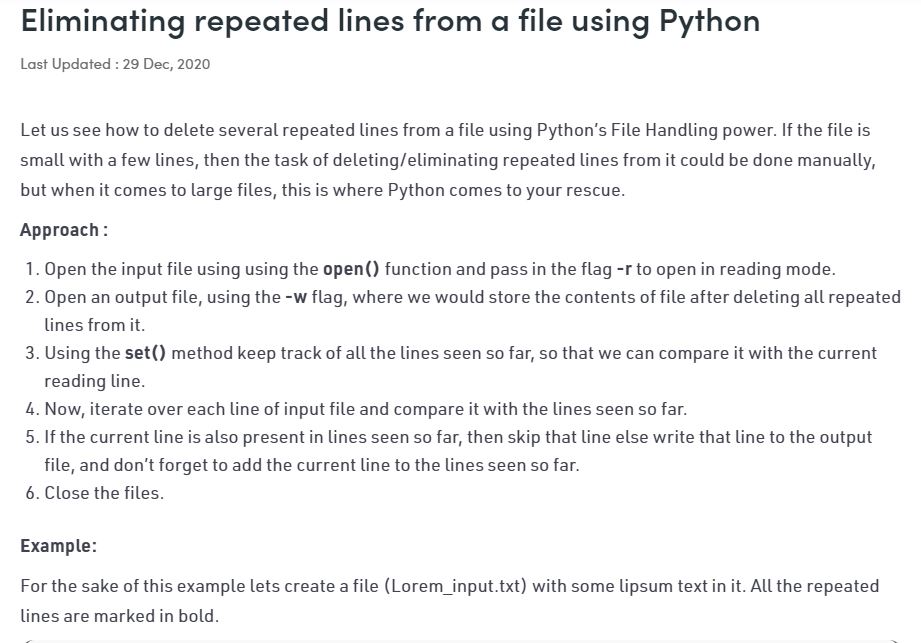 Eliminating repeated lines from a file using Python
Last Updated : 29 Dec, 2020
Let us see how to delete several repeated lines from a file using Python's File Handling power. If the file is
small with a few lines, then the task of deleting/eliminating repeated lines from it could be done manually,
but when it comes to large files, this is where Python comes to your rescue.
Approach :
1. Open the input file using using the open() function and pass in the flag -r to open in reading mode.
2. Open an output file, using the -w flag, where we would store the contents of file after deleting all repeated
lines from it.
3. Using the set() method keep track of all the lines seen so far, so that we can compare it with the current
reading line.
4. Now, iterate over each line of input file and compare it with the lines seen so far.
5. If the current line is also present in lines seen so far, then skip that line else write that line to the output
file, and don't forget to add the current line to the lines seen so far.
6. Close the files.
Example:
For the sake of this example lets create a file (Lorem_input.txt) with some lipsum text in it. All the repeated
lines are marked in bold.